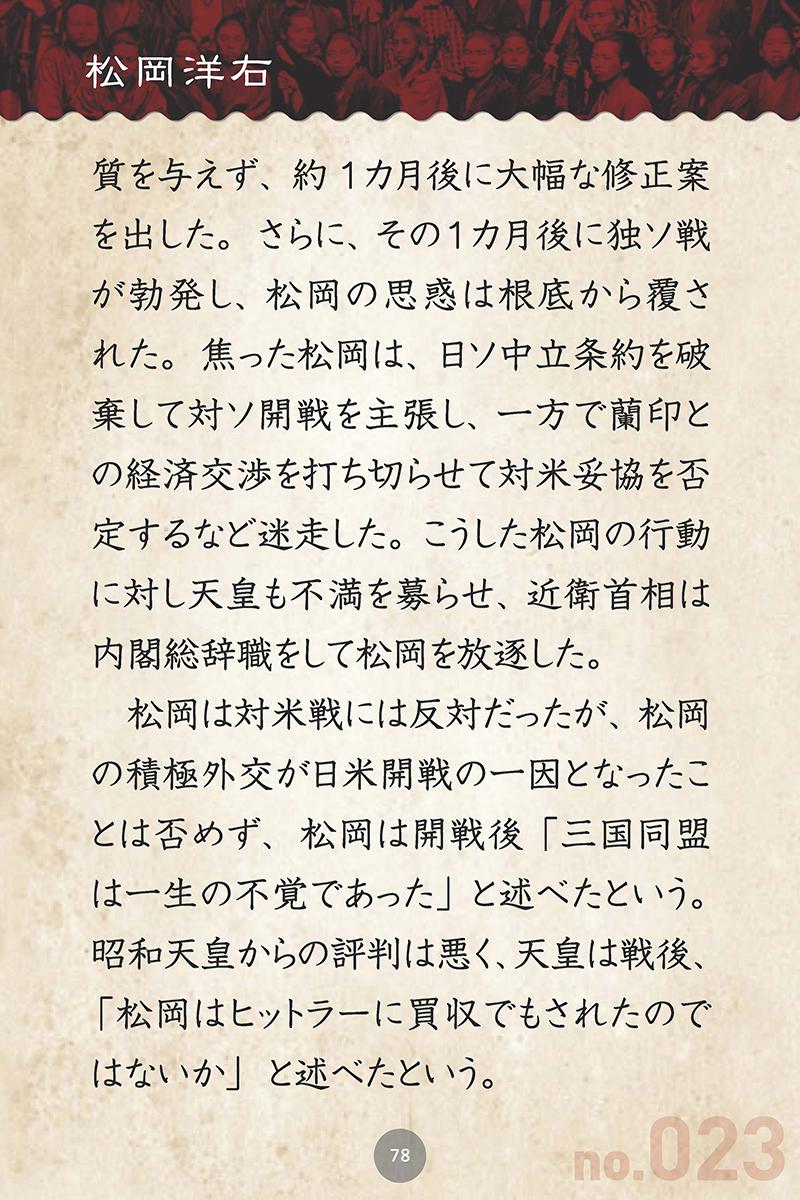 松岡洋右
質を与えず、約1カ月後に大幅な修正案
を出した。さらに、その1カ月後に独ソ戦
が勃発し、松岡の思惑は根底から覆さ
れた。焦った松岡は、日ソ中立条約を破
棄して対ソ開戦を主張し、一方で蘭印と
の経済交渉を打ち切らせて対米妥協を否
定するなど迷走した。こうした松岡の行動
に対し天皇も不満を募らせ、近衛首相は
内閣総辞職をして松岡を放逐した。
松岡は対米戦には反対だったが、松岡
の積極外交が日米開戦の一因となったこ
とは否めず、松岡は開戦後「三国同盟
は一生の不覚であった」と述べたという。
昭和天皇からの評判は悪く、天皇は戦後、
「松岡はヒットラーに買収でもされたので
はないか」と述べたという。
78
no.023